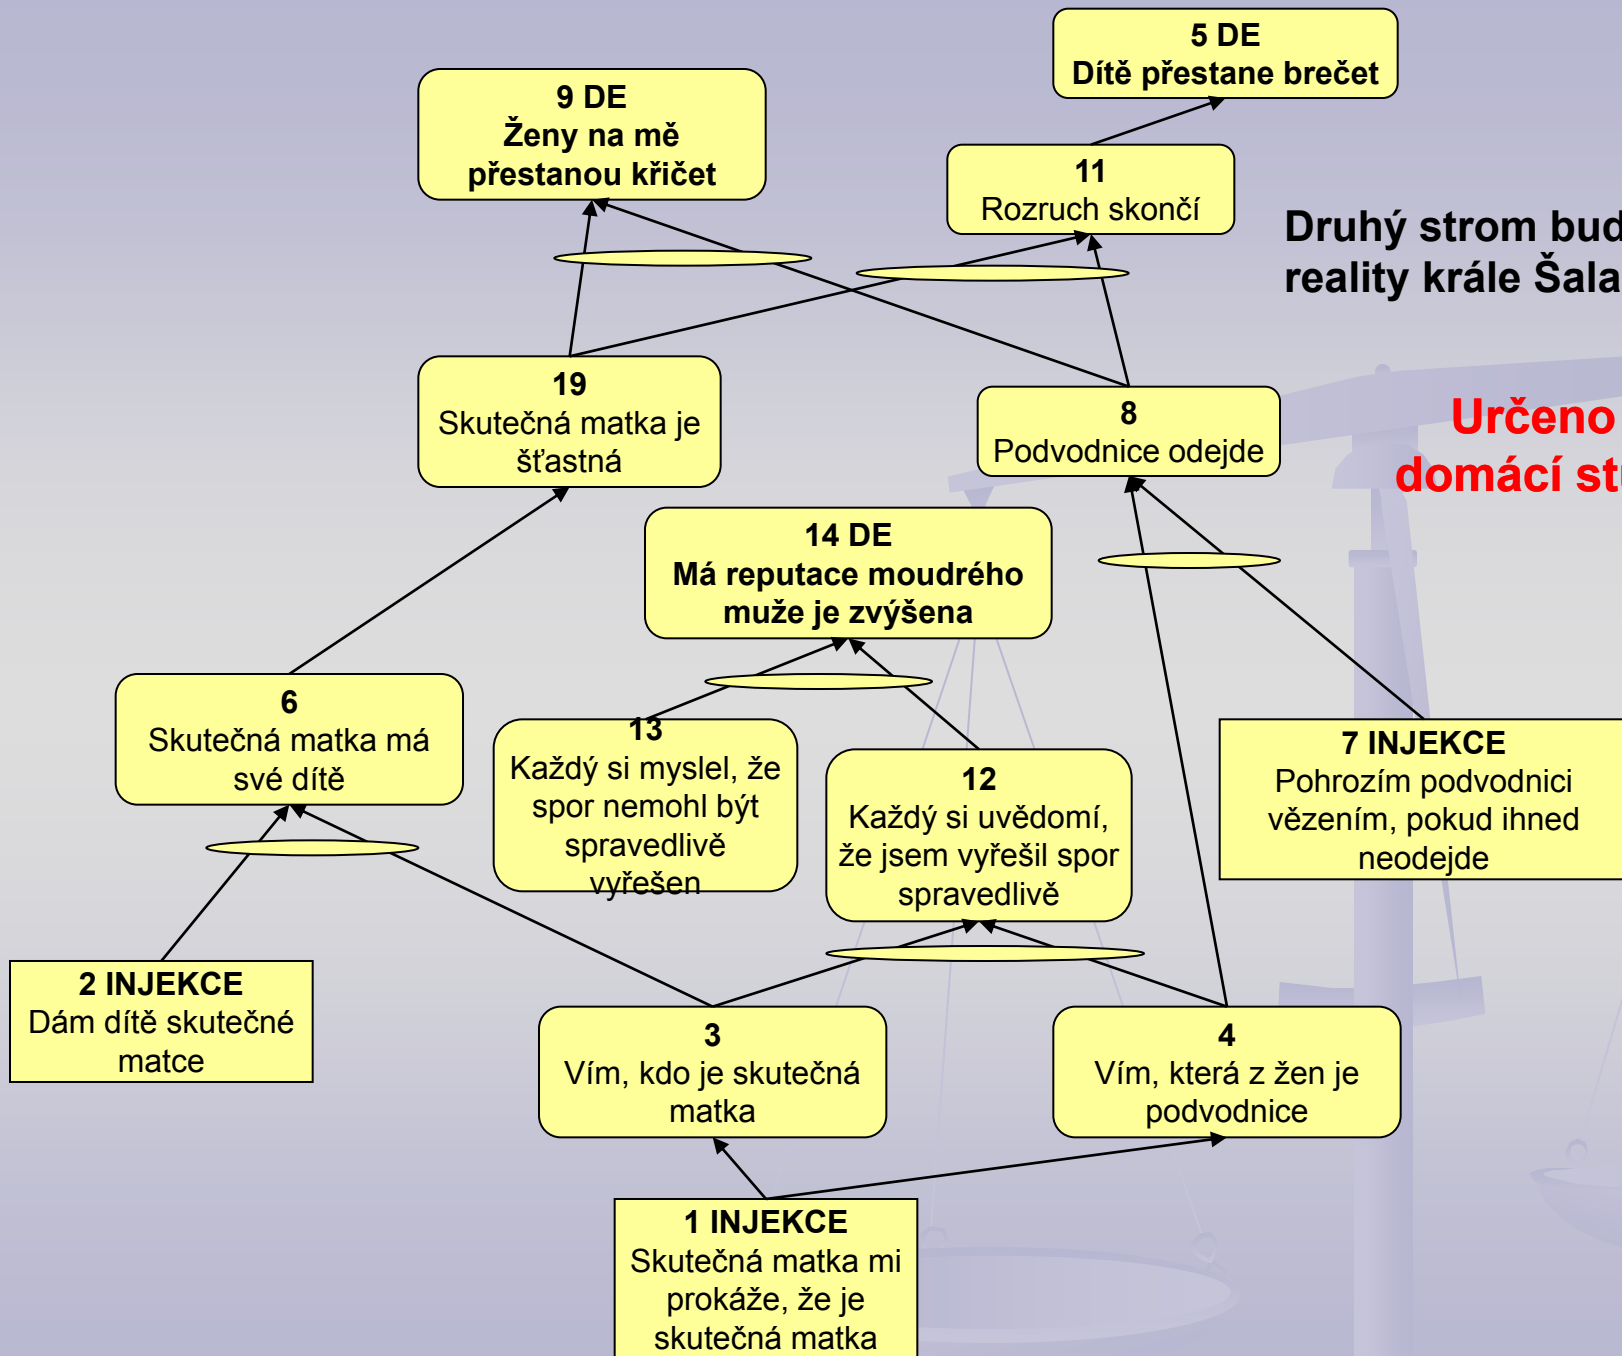 5 DE
Dítě přestane brečet
9 DE
Ženy na mě
přestanou křičet
11
Rozruch skončí
Druhý strom bud
reality krále Šala
19
Skutečná matka je
šťastná
8
Podvodnice odejde
Určeno
domácí stu
14 DE
Má reputace moudrého
muže je zvýšena
6
Skutečná matka má
své dítě
13
Každý si myslel, že
spor nemohl být
spravedlivě
vyřešen
12
Každý si uvědomí,
že jsem vyřešil spor
spravedlivě
7 INJEKCE
Pohrozím podvodnici
vězením, pokud ihned
neodejde
2 INJEKCE
Dám dítě skutečné
matce
3
Vím, kdo je skutečná
matka
4
Vím, která z žen je
podvodnice
1 INJEKCE
Skutečná matka mi
prokáže, že je
skutečná matka